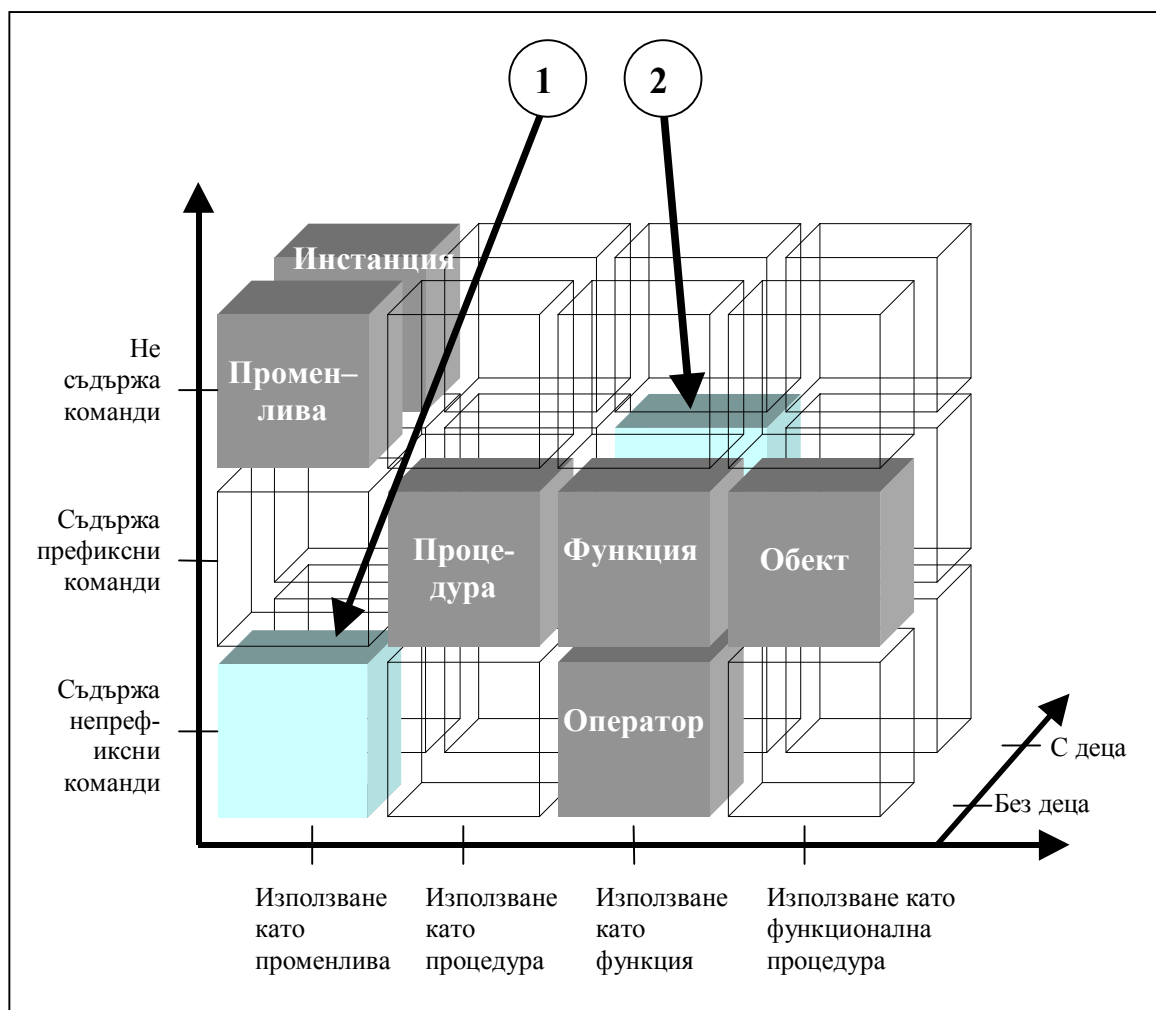 1
2
Инстанция
Промен–
лива
Не
съдържа
команди
Проце-
дура
Функция
Обект
Съдържа
префиксни
команди
Оператор
Съдържа
непреф-
иксни
команди
С деца
Без деца
Използване
като
променлива
Използване
като
процедура
Използване
като
функция
Използване като
функционална
процедура